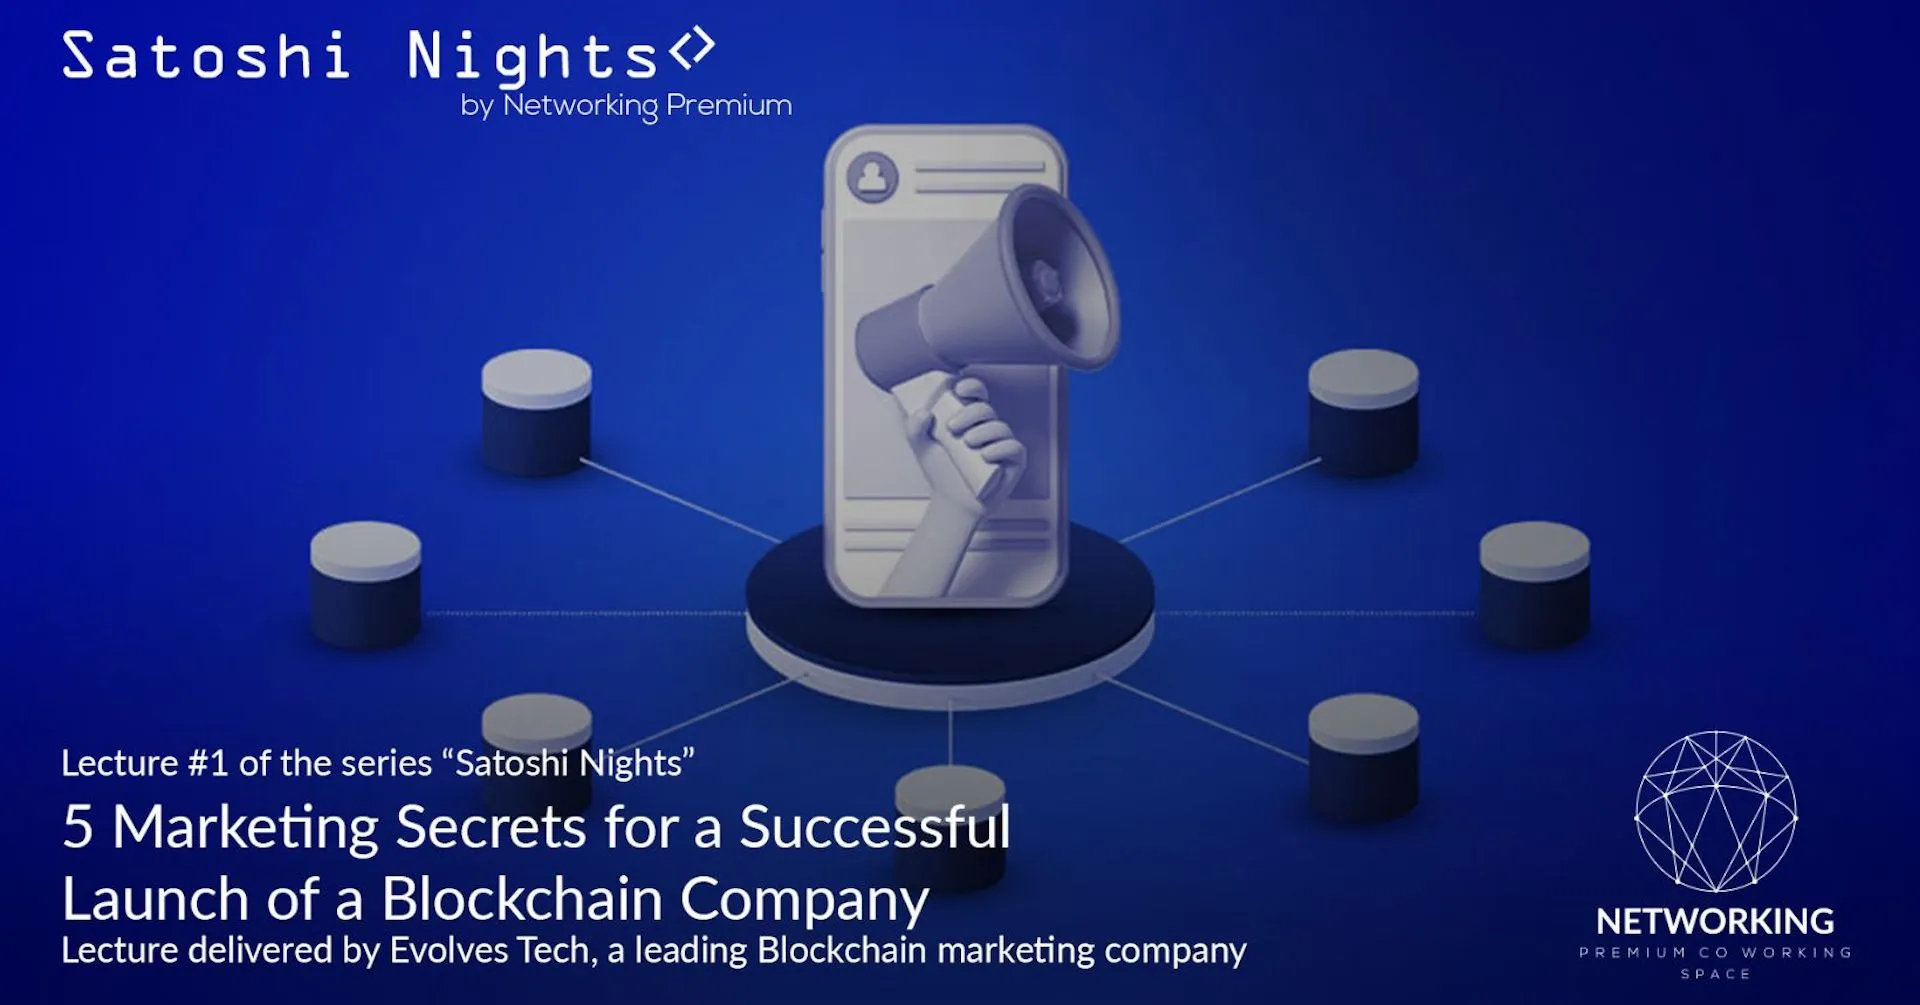 Satoshi Nights<>
by Networking Premium
Lecture #1 of the series “Satoshi Nights”
5 Marketing Secrets for a Successful
Launch of a Blockchain Company
Lecture delivered by Evolves Tech, a leading Blockchain marketing company
NETWORKING
PREMIUM CO WORKING
SPACE